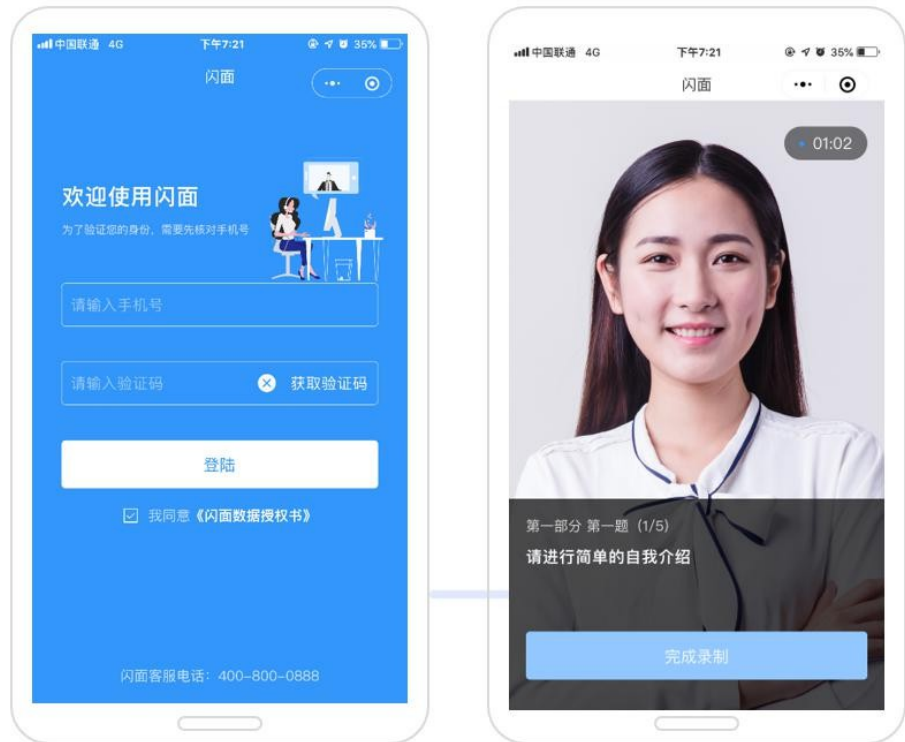 中国联通 4G 下午7:21 35%
闪面
欢迎使用闪面
为了验证您的身份，需要先核对手机号
请输入手机号
请输入验证码 获取验证码
登陆
我同意《闪面数据授权书》
闪面客服电话：400-800-0888
中国联通 4G 下午7:21 35%
闪面
01:02
第一部分 第一题（1/5）
请进行简单的自我介绍
完成录制